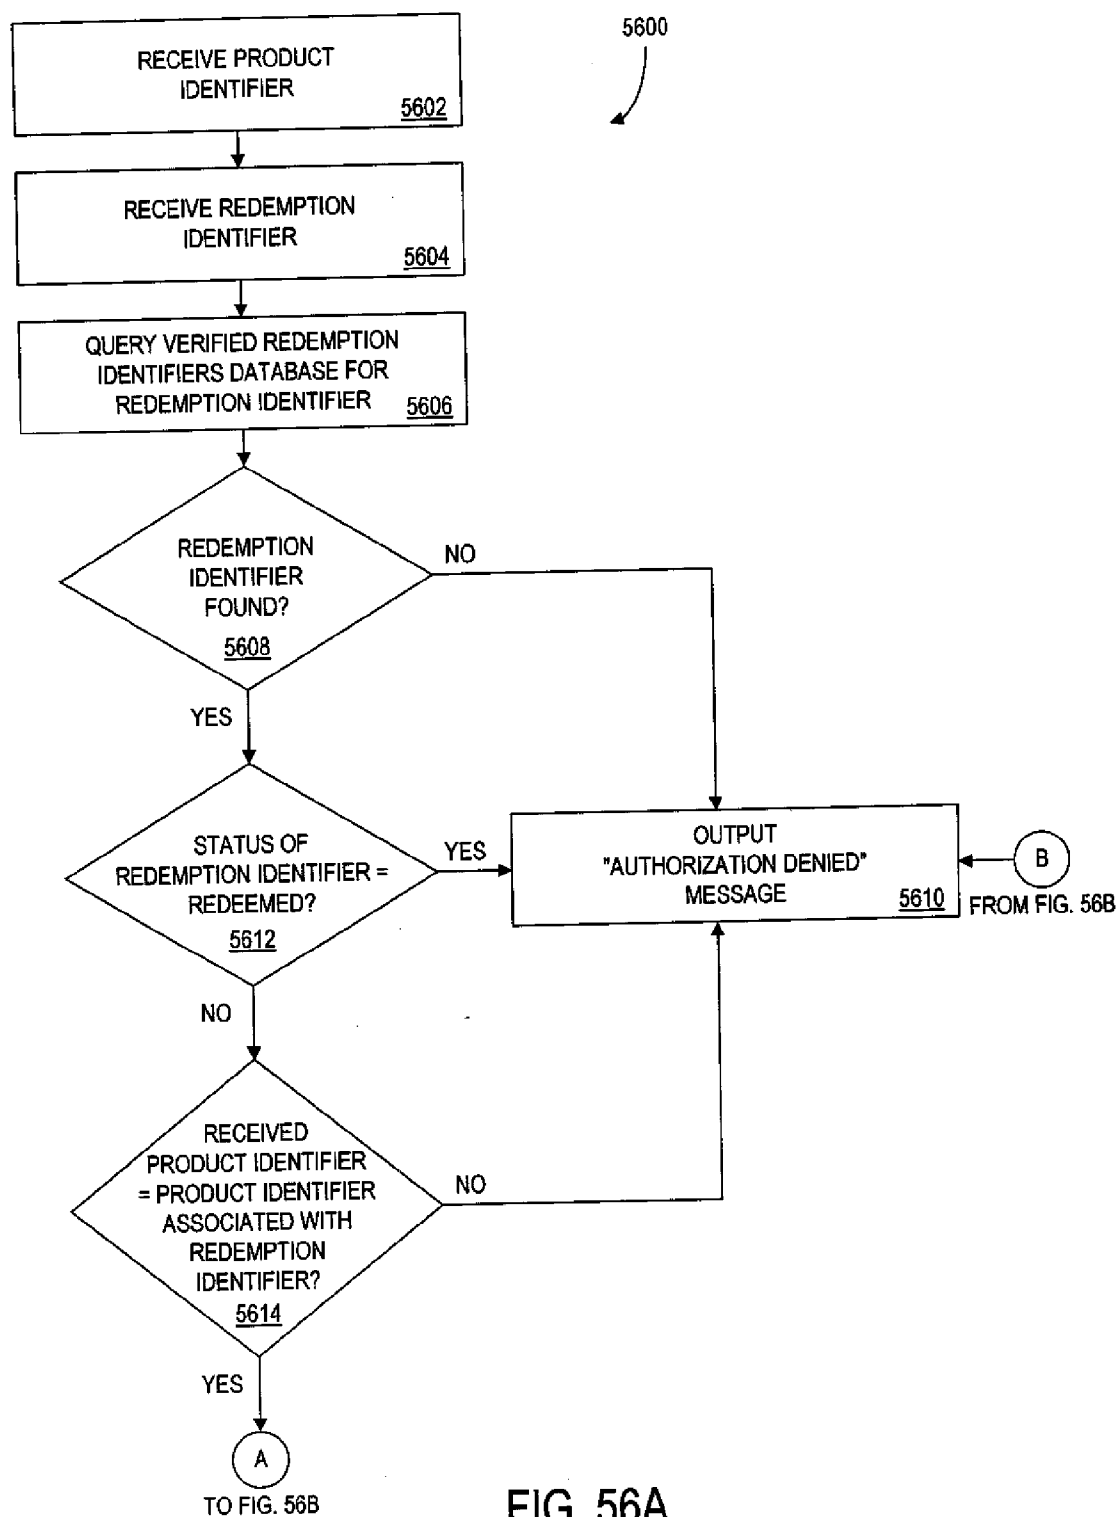 5600
RECEIVE PRODUCT
IDENTIFIER
5602
RECEIVE REDEMPTION
IDENTIFIER
5604
QUERY VERIFIED REDEMPTION
IDENTIFIERS DATABASE FOR
REDEMPTION IDENTIFIER
5606
REDEMPTION
IDENTIFIER
FOUND?
5608
NO
YES
STATUS OF
REDEMPTION IDENTIFIER =
REDEEMED?
5612
YES
OUTPUT
"AUTHORIZATION DENIED"
MESSAGE
5610
B
FROM FIG. 56B
NO
RECEIVED
PRODUCT IDENTIFIER
= PRODUCT IDENTIFIER
ASSOCIATED WITH
REDEMPTION
IDENTIFIER?
5614
NO
YES
A
TO FIG. 56B
FIG. 56A